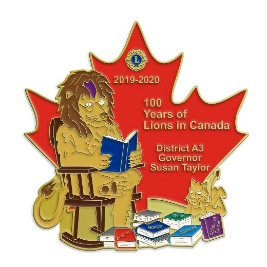 L
2019-2020
100
Years of
Lions in Canada
District A3
Governor
Susan Taylor